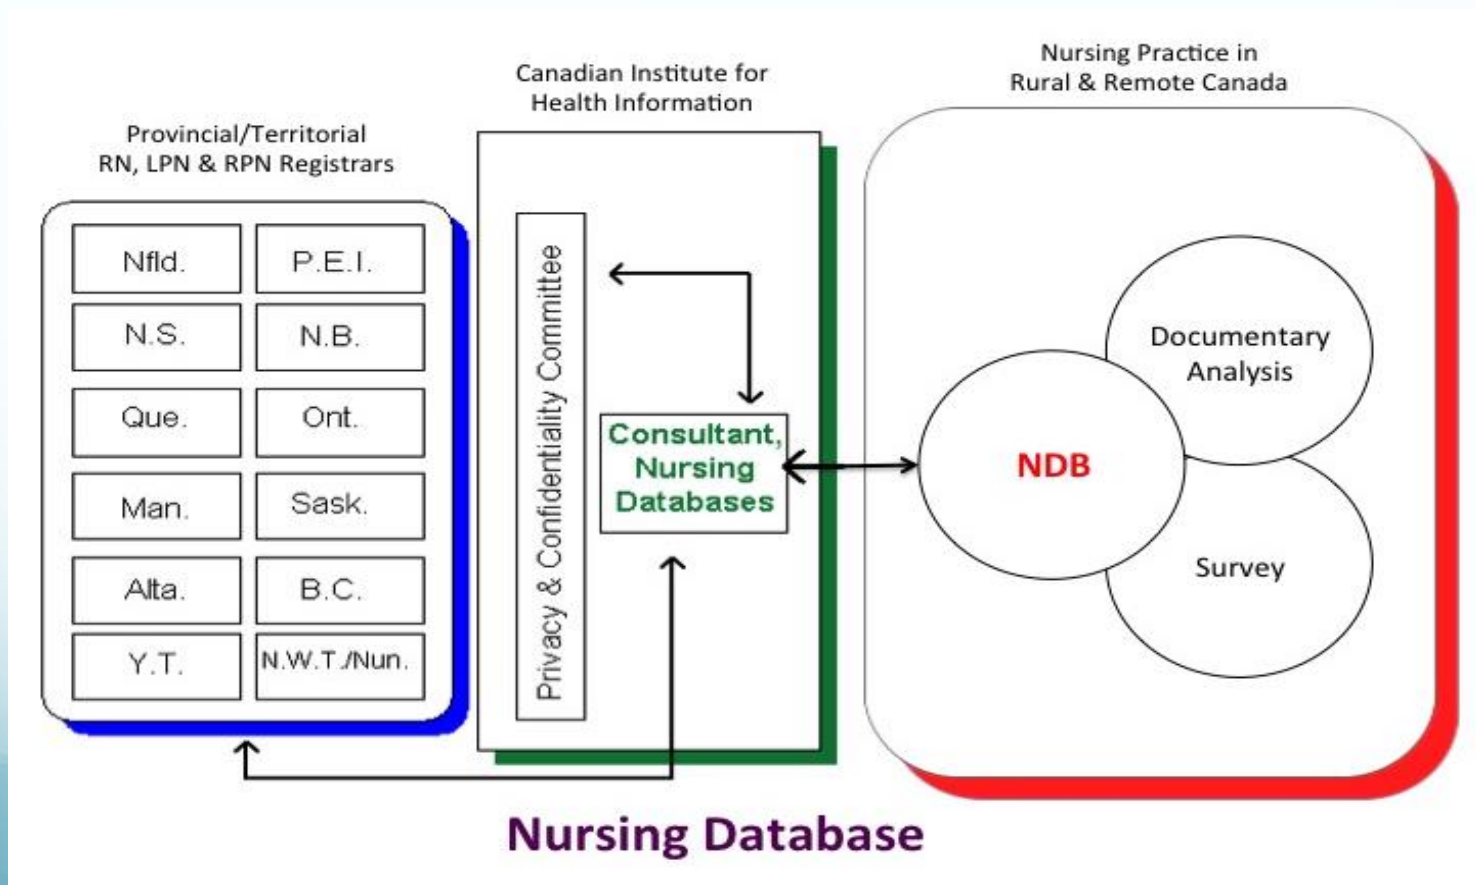 Provincial/Territorial
RN, LPN & RPN Registrars
Nfld.
P.E.I.
N.S.
N.B.
Que.
Ont.
Man.
Sask.
Alta.
B.C.
Y.T.
N.W.T./Nun.
Canadian Institute for
Health Information
Privacy & Confidentiality Committee
Consultant,
Nursing
Databases
Nursing Practice in
Rural & Remote Canada
Documentary
Analysis
NDB
Survey
Nursing Database